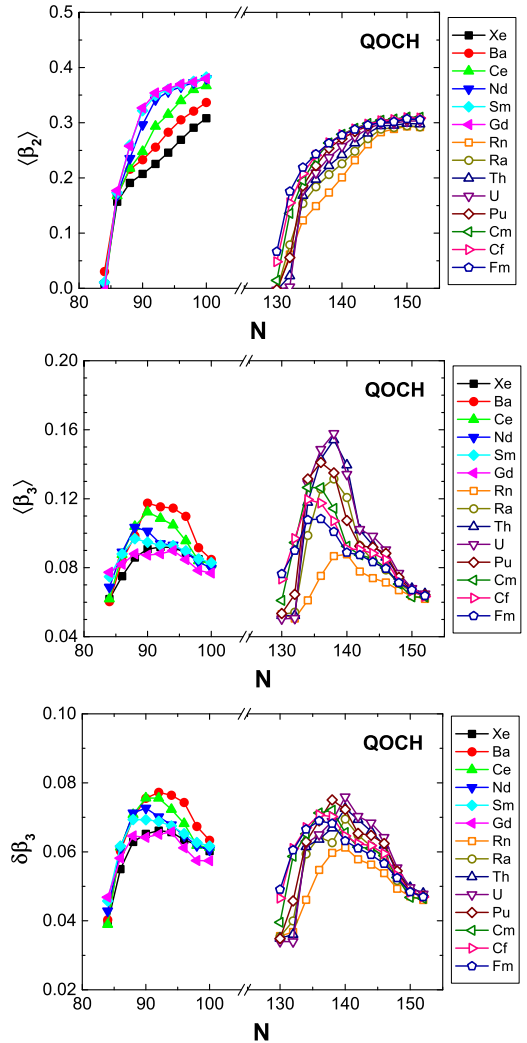 QOCH
⟨β₂⟩
0.5
0.4
0.3
0.2
0.1
0.0
80 90 100 130 140 150
N
Xe
Ba
Ce
Nd
Sm
Gd
Rn
Ra
Th
U
Pu
Cm
Cf
Fm
QOCH
⟨β₃⟩
0.20
0.16
0.12
0.08
0.04
80 90 100 130 140 150
N
Xe
Ba
Ce
Nd
Sm
Gd
Rn
Ra
Th
U
Pu
Cm
Cf
Fm
QOCH
δβ₃
0.10
0.08
0.06
0.04
0.02
80 90 100 130 140 150
N
Xe
Ba
Ce
Nd
Sm
Gd
Rn
Ra
Th
U
Pu
Cm
Cf
Fm